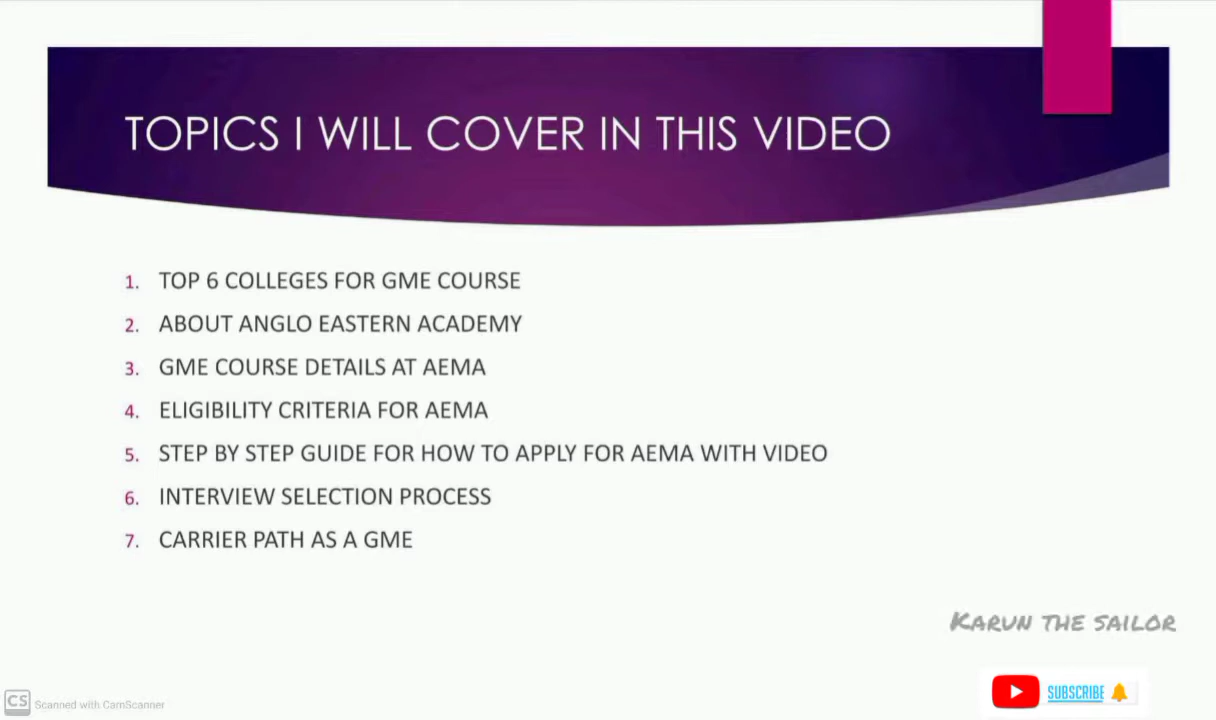 TOPICS I WILL COVER IN THIS VIDEO
1. TOP 6 COLLEGES FOR GME COURSE
2. ABOUT ANGLO EASTERN ACADEMY
3. GME COURSE DETAILS AT AEMA
4. ELIGIBILITY CRITERIA FOR AEMA
5. STEP BY STEP GUIDE FOR HOW TO APPLY FOR AEMA WITH VIDEO
6. INTERVIEW SELECTION PROCESS
7. CARRIER PATH AS A GME
KARUN THE SAILOR
SUBSCRIBE
CS Scanned with CamScanner